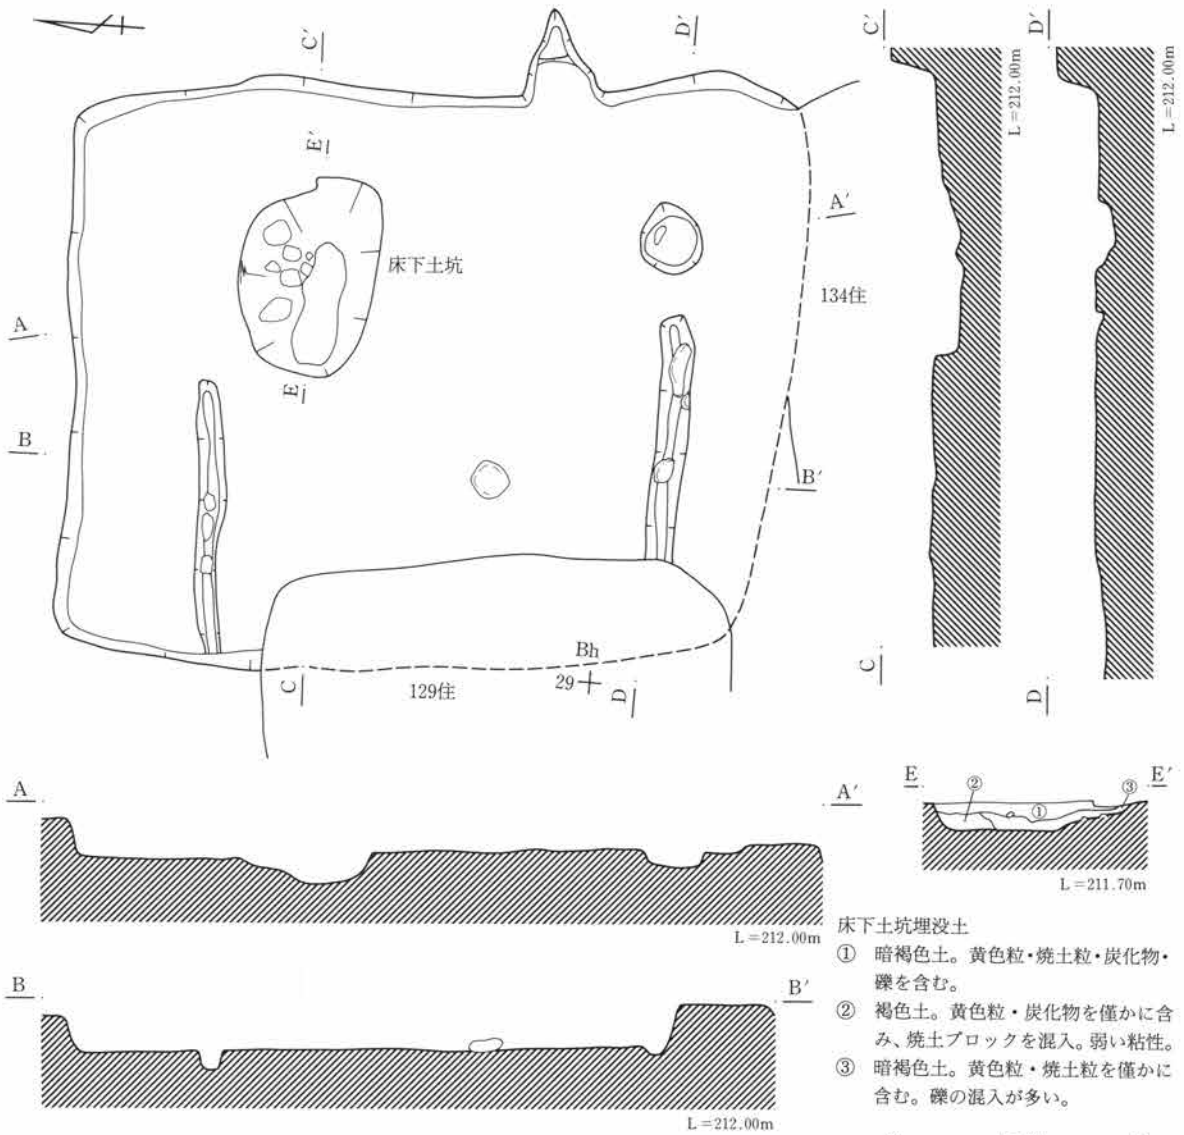 C′
D′
E′
A′
床下土坑
134住
A
B
E
B′
C
129住
Bh
29
D
C′
L=212.00m
C
D′
L=212.00m
D
A
A′
L=212.00m
B
B′
L=212.00m
E
②
①
③
E′
L=211.70m
床下土坑埋没土
① 暗褐色土。黄色粒・焼土粒・炭化物・
礫を含む。
② 褐色土。黄色粒・炭化物を僅かに含
み、焼土ブロックを混入。弱い粘性。
③ 暗褐色土。黄色粒・焼土粒を僅かに
含む。礫の混入が多い。